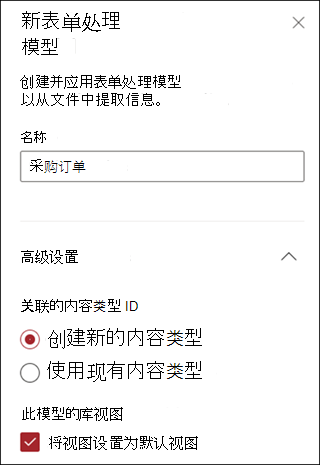 新表单处理
模型
创建并应用表单处理模型
以从文件中提取信息。
名称
采购订单
高级设置
关联的内容类型 ID
创建新的内容类型
使用现有内容类型
此模型的库视图
将视图设置为默认视图